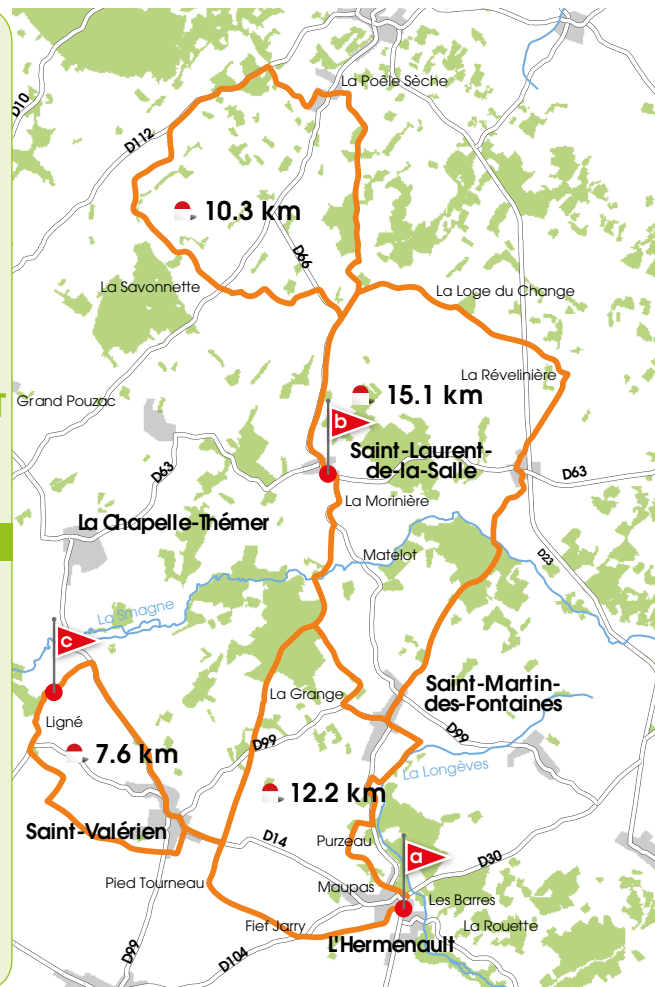 La Poêle Sèche
D10
D112
10.3 km
D66
La Savonnette
La Loge du Change
La Révelinière
15.1 km
T
Grand Pouzac
b
Saint-Laurent-
de-la-Salle
D63
D63
La Morinière
La Chapelle-Thémer
Matelot
D23
La Smagne
c
Saint-Martin-
des-Fontaines
La Grange
Ligné
D99
D99
7.6 km
La Longèves
12.2 km
Saint-Valérien
D14
Purzeau
a
D30
Pied Tourneau
Maupas
Les Barres
Fief Jarry
La Rouette
L'Hermenault
D99
D104